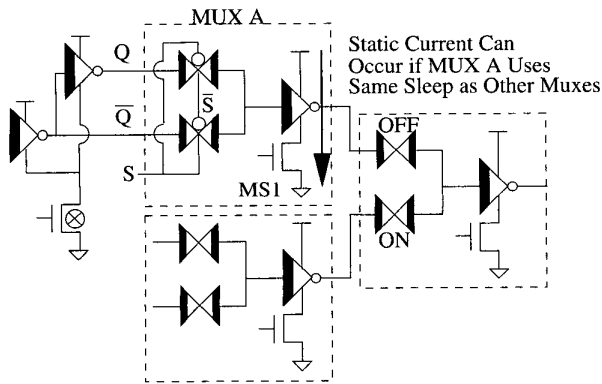 MUX A
Static Current Can
Occur if MUX A Uses
Same Sleep as Other Muxes
Q
S̅
Q̅
OFF
S
MS1
ON